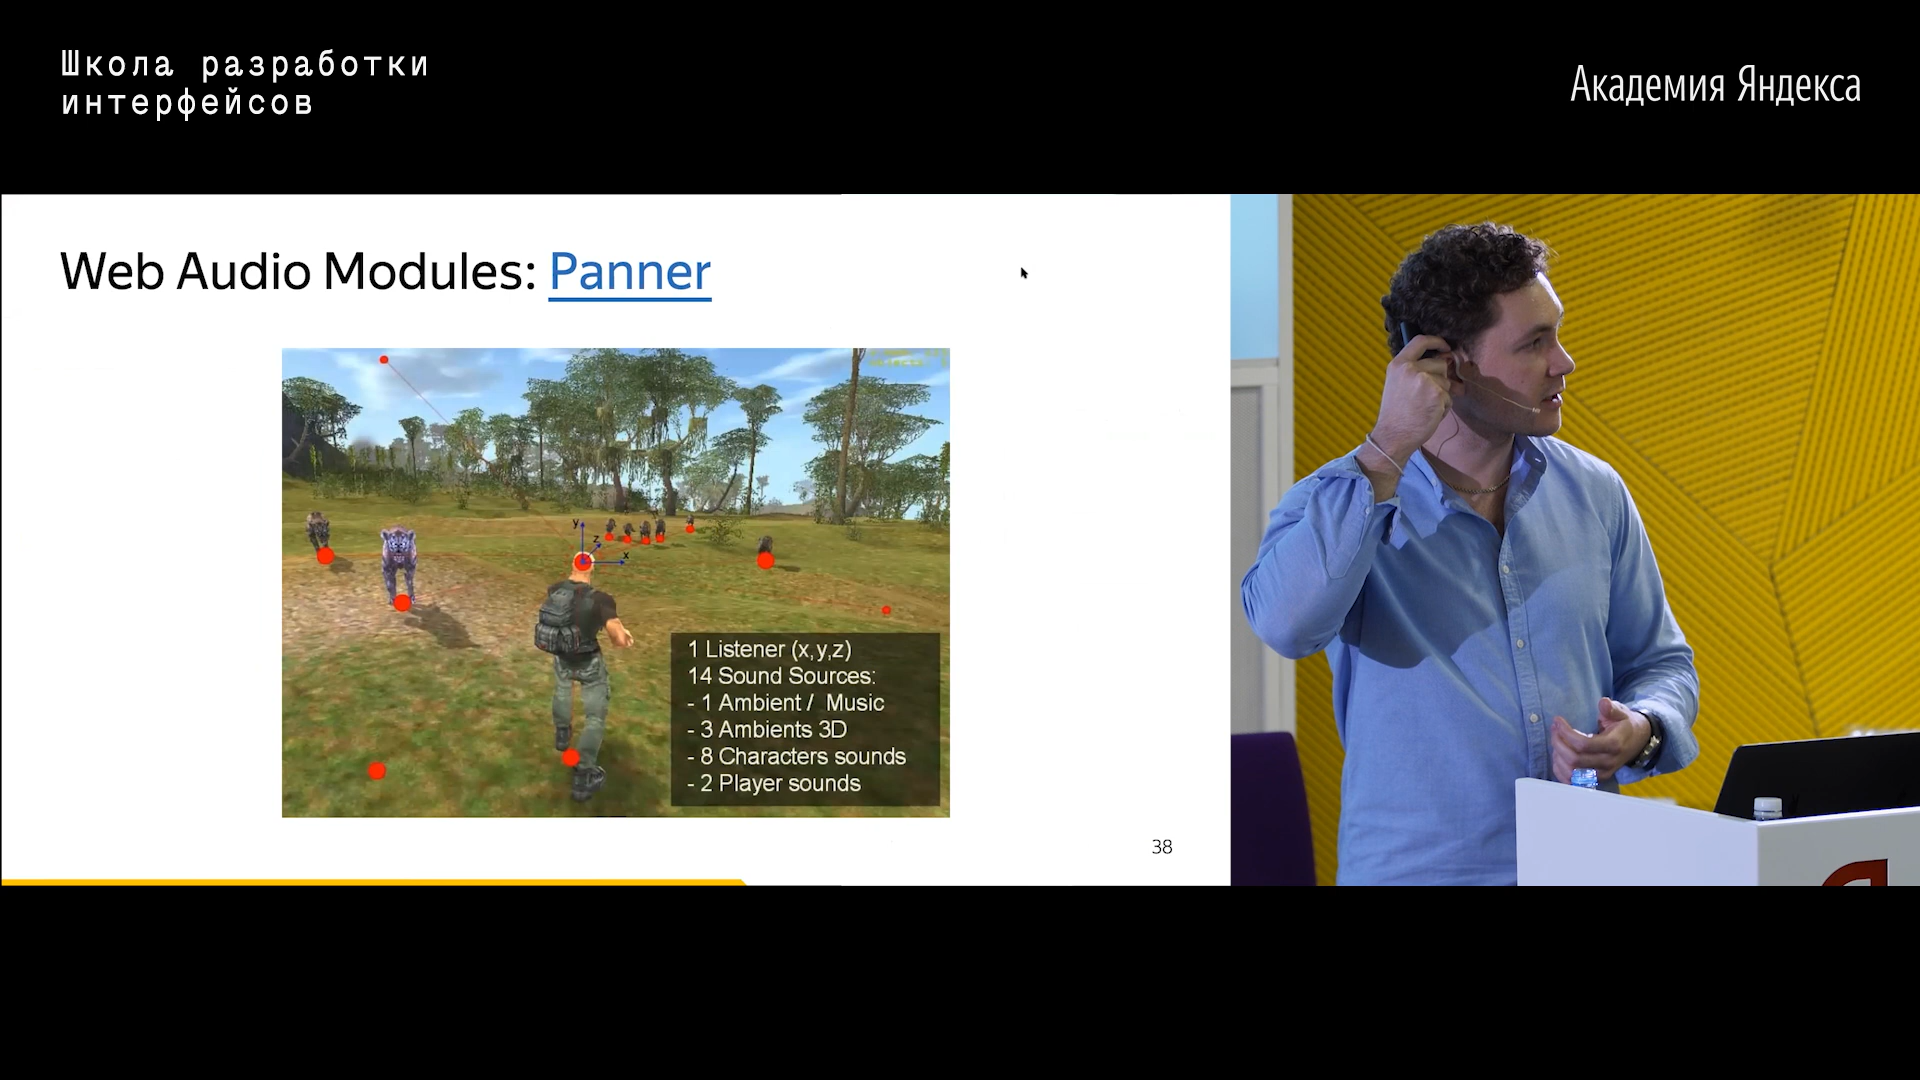 Школа разработки
интерфейсов
Академия Яндекса
Web Audio Modules: Panner
y
z
x
1 Listener (x,y,z)
14 Sound Sources:
- 1 Ambient / Music
- 3 Ambients 3D
- 8 Characters sounds
- 2 Player sounds
38